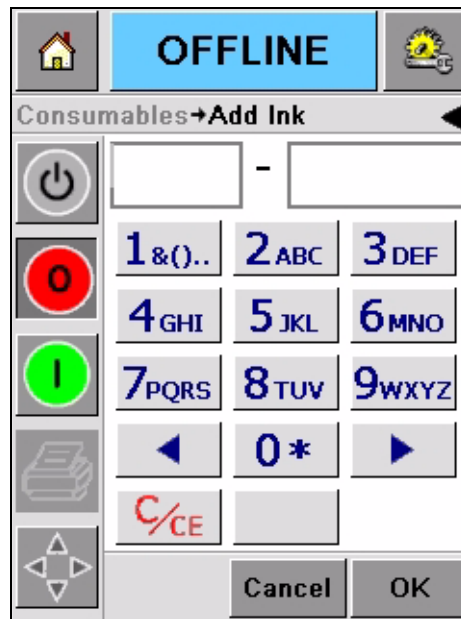 OFFLINE
Consumables→Add Ink
-
1&().. 2ABC 3DEF
O
4GHI 5JKL 6MNO
I
7PQRS 8TUV 9WXYZ
0*
C/CE
Cancel OK